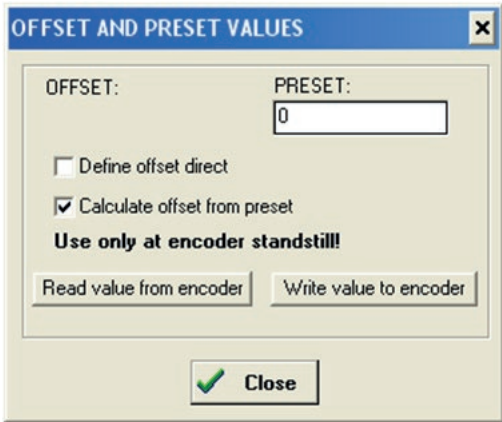 OFFSET AND PRESET VALUES
OFFSET: PRESET:
0
Define offset direct
Calculate offset from preset
Use only at encoder standstill!
Read value from encoder Write value to encoder
Close